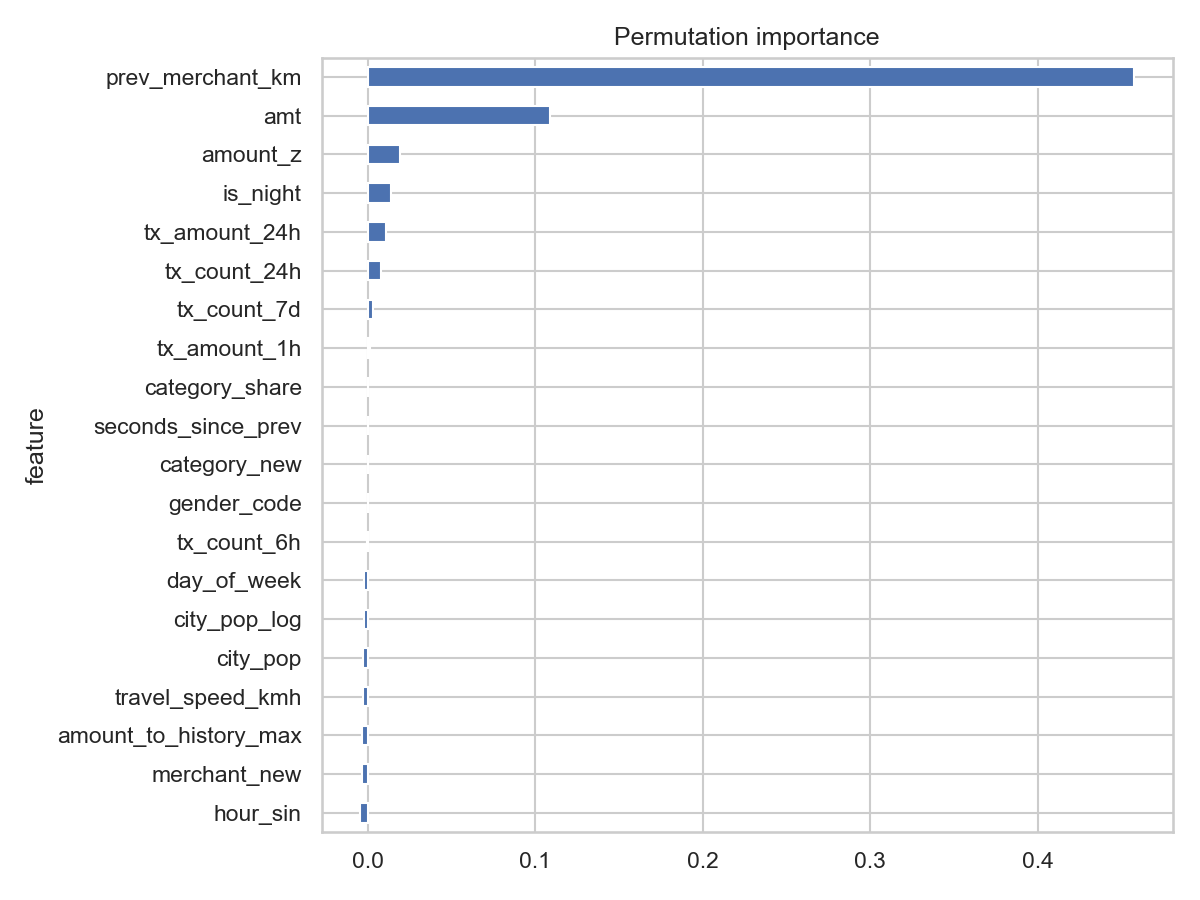 Permutation importance
prev_merchant_km
amt
amount_z
is_night
tx_amount_24h
tx_count_24h
tx_count_7d
tx_amount_1h
category_share
seconds_since_prev
category_new
gender_code
tx_count_6h
day_of_week
city_pop_log
city_pop
travel_speed_kmh
amount_to_history_max
merchant_new
hour_sin
feature
0.0 0.1 0.2 0.3 0.4